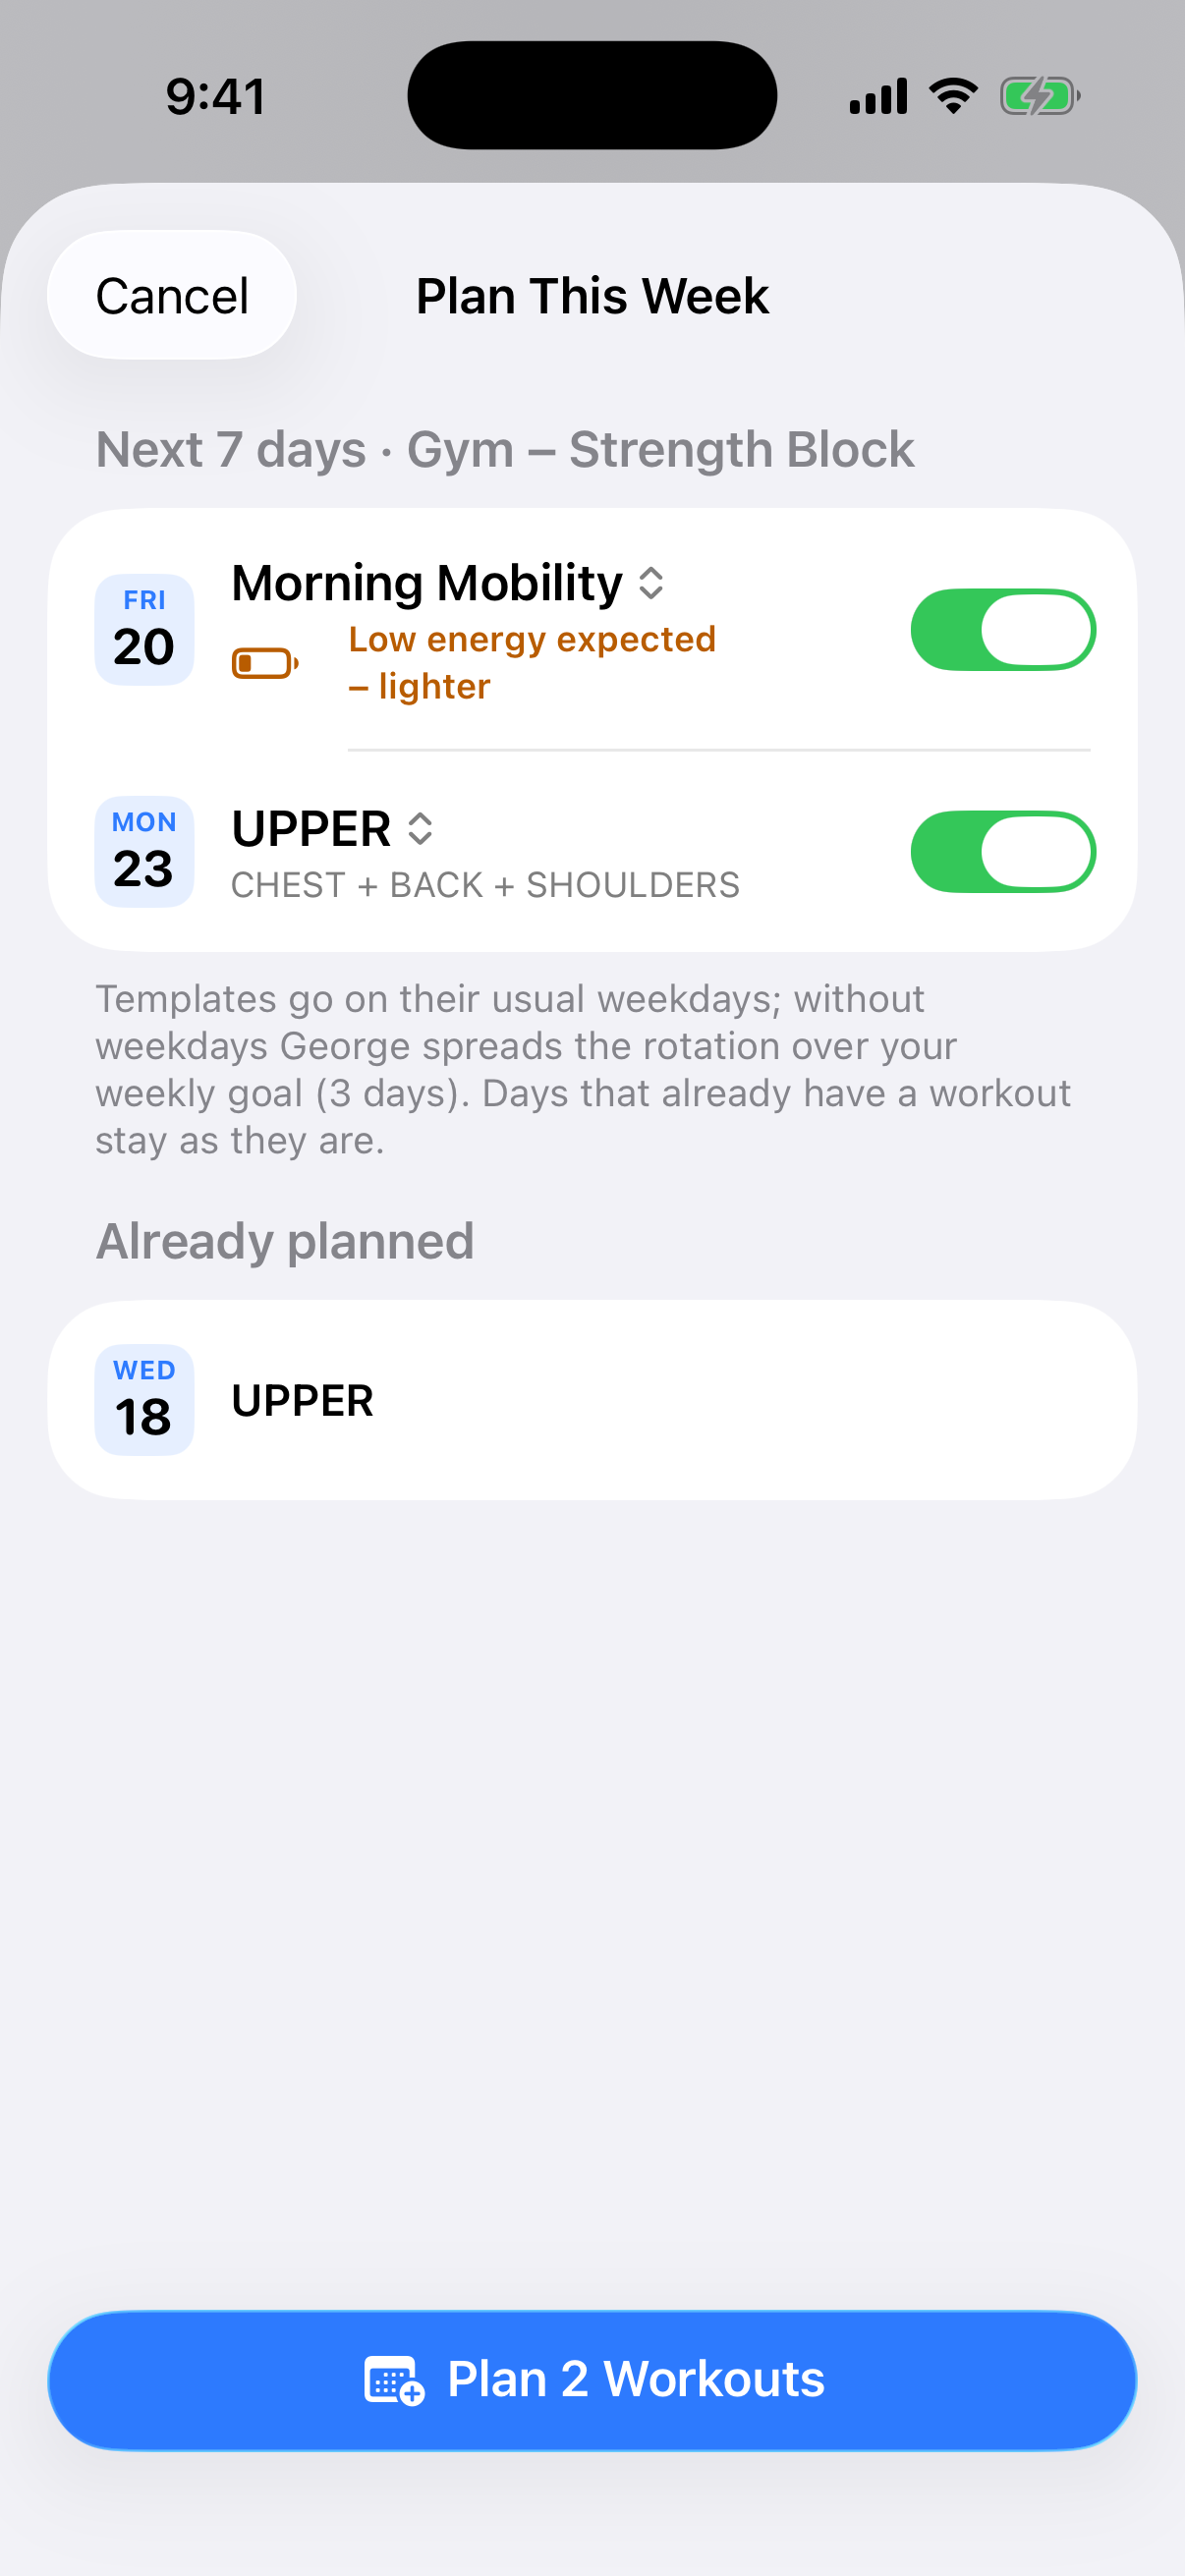 9:41
Cancel
Plan This Week
Next 7 days · Gym – Strength Block
FRI
20
Morning Mobility
Low energy expected
– lighter
MON
23
UPPER
CHEST + BACK + SHOULDERS
Templates go on their usual weekdays; without
weekdays George spreads the rotation over your
weekly goal (3 days). Days that already have a workout
stay as they are.
Already planned
WED
18
UPPER
Plan 2 Workouts